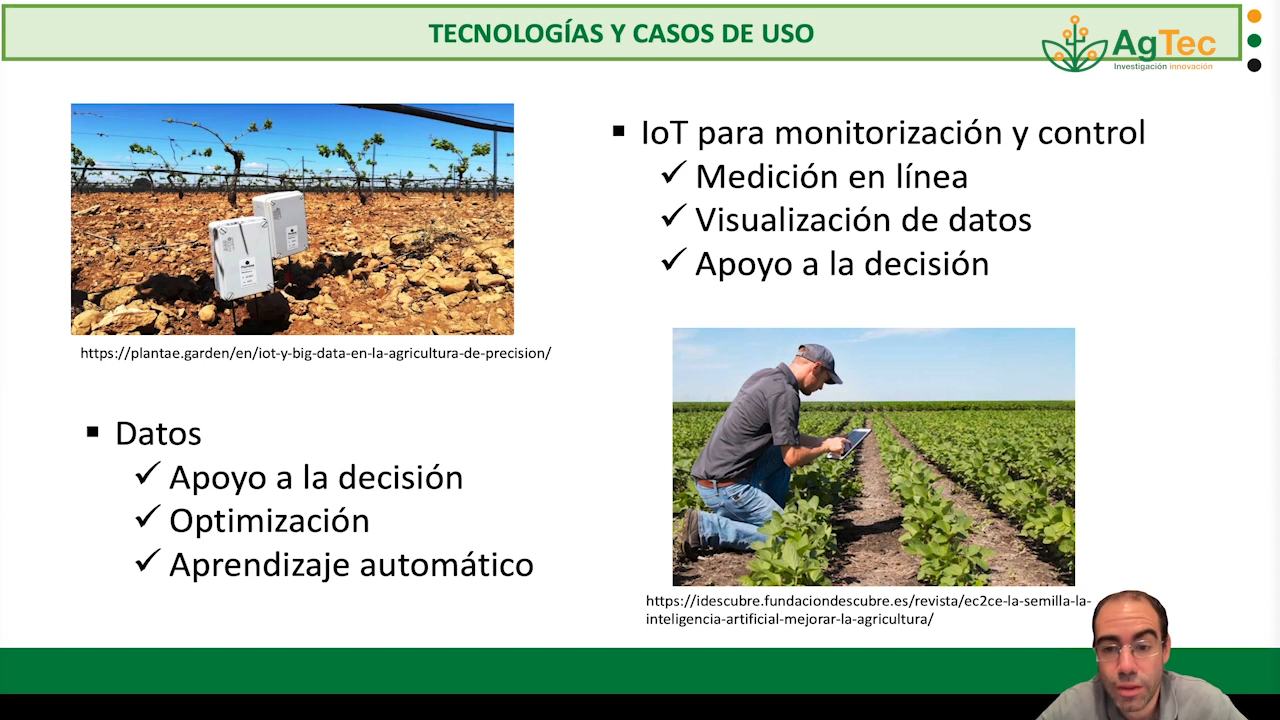 TECNOLOGÍAS Y CASOS DE USO
AgTec
Investigación innovación
IoT para monitorización y control
Medición en línea
Visualización de datos
Apoyo a la decisión
https://plantae.garden/en/iot-y-big-data-en-la-agricultura-de-precision/
Datos
Apoyo a la decisión
Optimización
Aprendizaje automático
https://idescubre.fundaciondescubre.es/revista/ec2ce-la-semilla-la-
inteligencia-artificial-mejorar-la-agricultura/